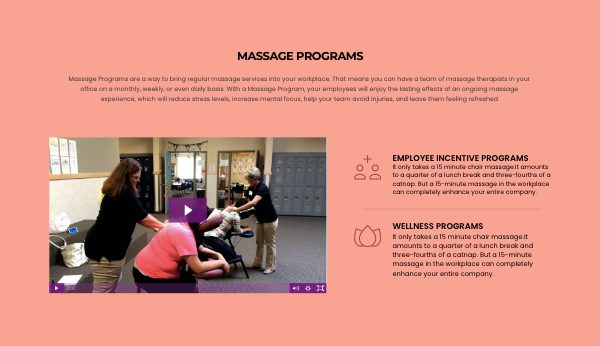 MASSAGE PROGRAMS
Massage Programs are a way to bring regular massage services into your workplace. That means you can have a team of massage therapists in your
office on a monthly, weekly, or even daily basis. With a Massage Program, your employees will enjoy the lasting effects of an ongoing massage
experience, which will reduce stress levels, increase mental focus, help your team avoid injuries, and leave them feeling refreshed.
EMPLOYEE INCENTIVE PROGRAMS
It only takes a 15 minute chair massage.It amounts
to a quarter of a lunch break and three-fourths of a
catnap. But a 15-minute massage in the workplace
can completely enhance your entire company.
WELLNESS PROGRAMS
It only takes a 15 minute chair massage.It
amounts to a quarter of a lunch break and
three-fourths of a catnap. But a 15-minute
massage in the workplace can completely
enhance your entire company.